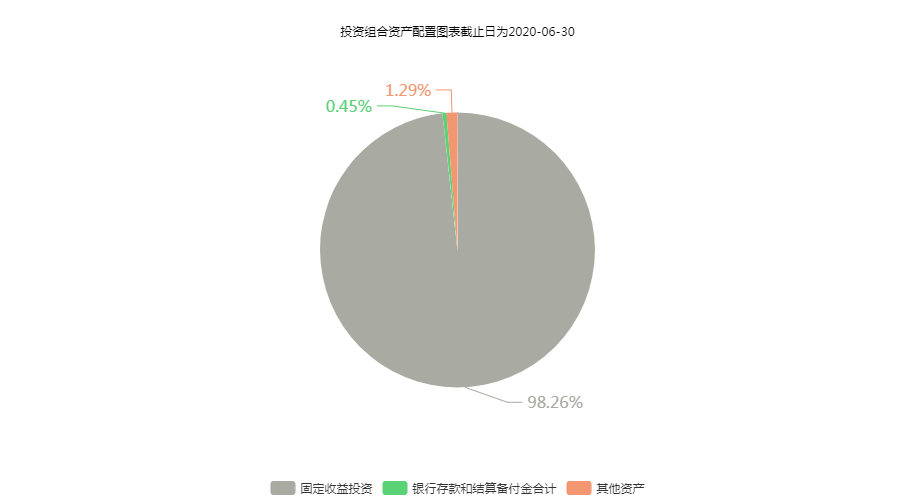 投资组合资产配置图表截止日为2020-06-30
1.29%
0.45%
98.26%
固定收益投资 银行存款和结算备付金合计 其他资产